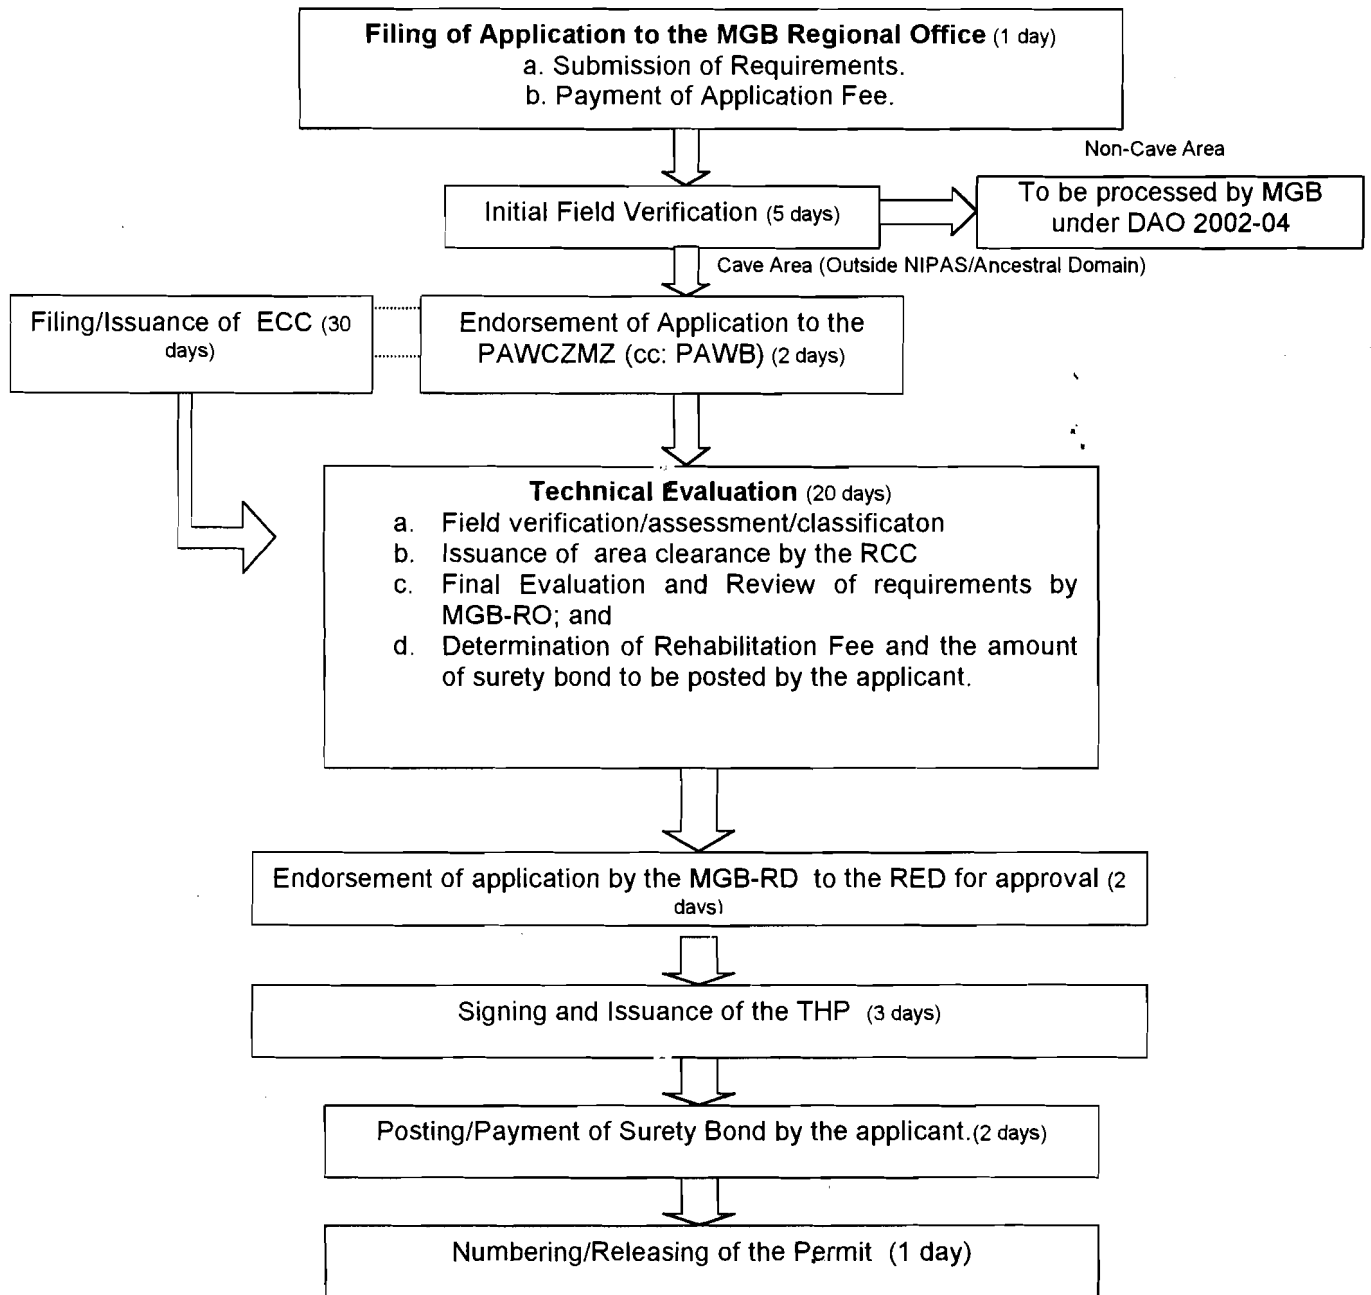 Filing of Application to the MGB Regional Office (1 day)
a. Submission of Requirements.
b. Payment of Application Fee.
Non-Cave Area
Initial Field Verification (5 days)
To be processed by MGB
under DAO 2002-04
Cave Area (Outside NIPAS/Ancestral Domain)
Filing/Issuance of ECC (30
days)
Endorsement of Application to the
PAWCZMZ (cc: PAWB) (2 days)
Technical Evaluation (20 days)
a. Field verification/assessment/classificaton
b. Issuance of area clearance by the RCC
c. Final Evaluation and Review of requirements by
MGB-RO; and
d. Determination of Rehabilitation Fee and the amount
of surety bond to be posted by the applicant.
Endorsement of application by the MGB-RD to the RED for approval (2
days)
Signing and Issuance of the THP (3 days)
Posting/Payment of Surety Bond by the applicant.(2 days)
Numbering/Releasing of the Permit (1 day)